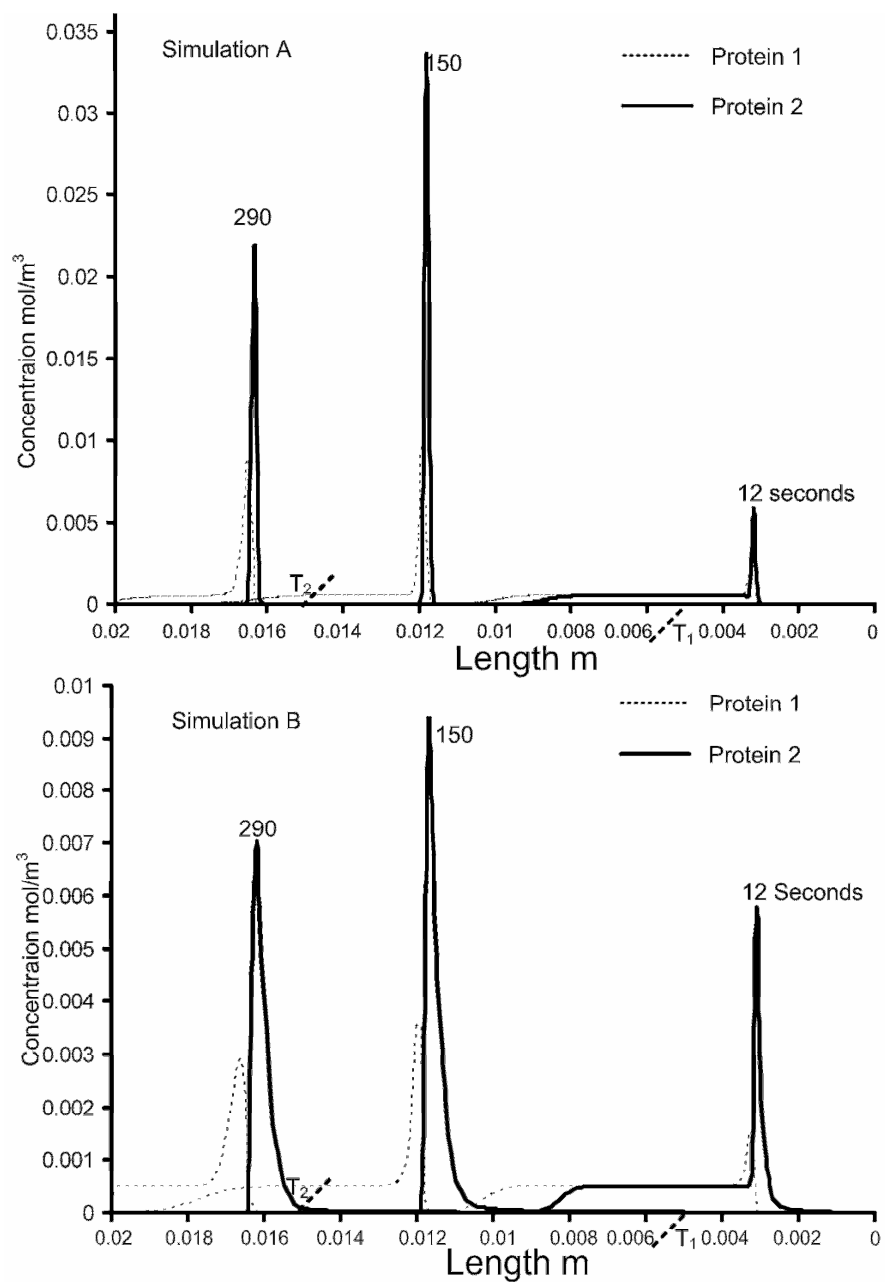 Simulation A
Protein 1
Protein 2
0.035
0.03
0.025
0.02
0.015
0.01
0.005
0
Concentraion mol/m³
150
290
12 seconds
T₂
T₁
0.02 0.018 0.016 0.014 0.012 0.01 0.008 0.006 0.004 0.002 0
Length m
Simulation B
Protein 1
Protein 2
0.01
0.009
0.008
0.007
0.006
0.005
0.004
0.003
0.002
0.001
0
Concentraion mol/m³
150
290
12 Seconds
T₂
T₁
0.02 0.018 0.016 0.014 0.012 0.01 0.008 0.006 0.004 0.002 0
Length m